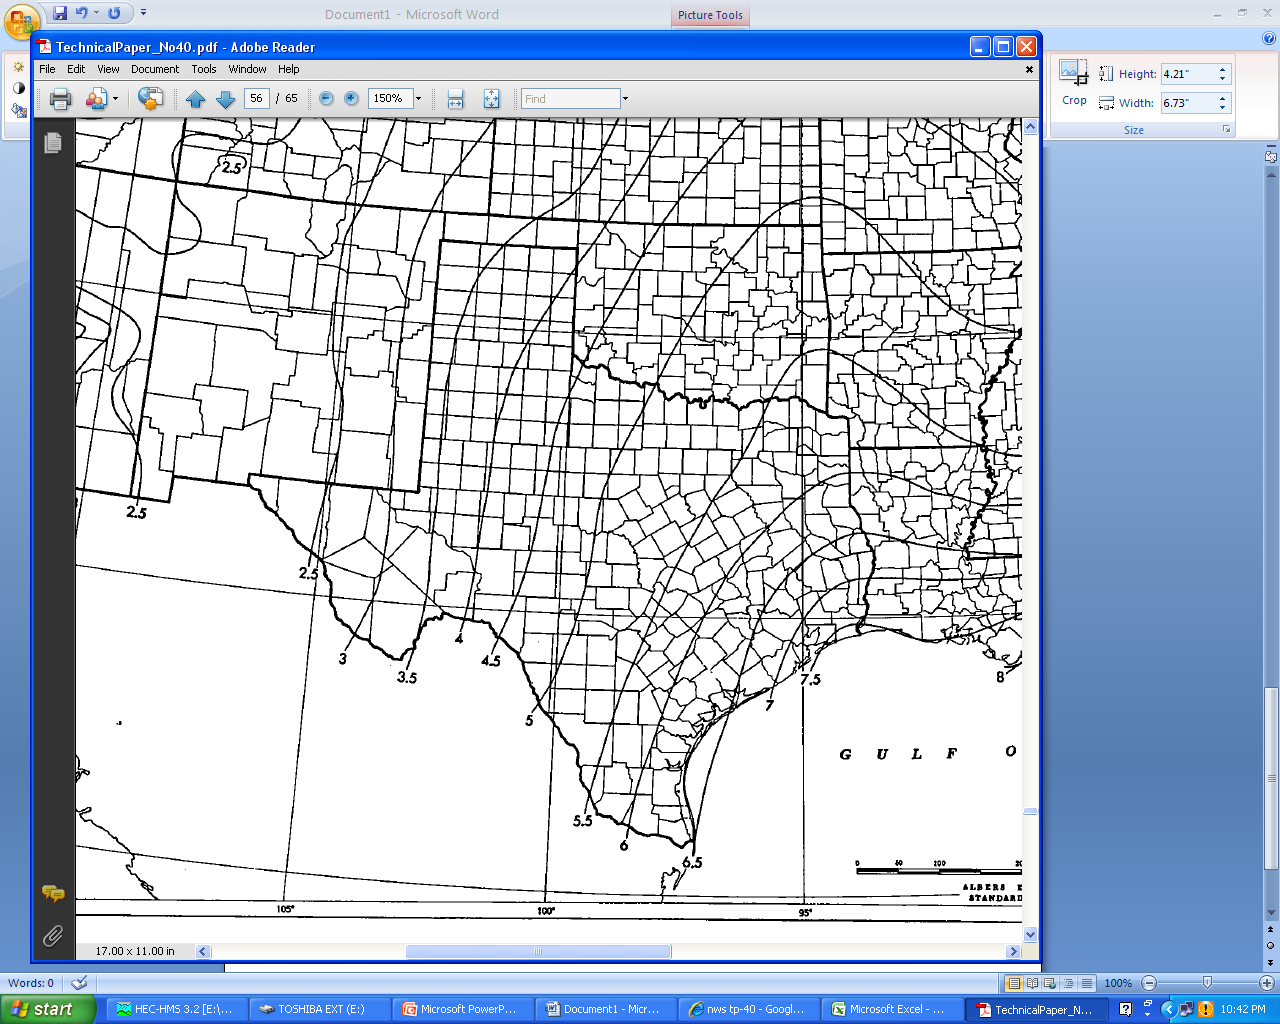 Document1 - Microsoft Word
Picture Tools
TechnicalPaper_No40.pdf - Adobe Reader
File Edit View Document Tools Window Help
56 / 65 150% Find
Crop
Height: 4.21"
Width: 6.73"
Size
2.5
2.5
2.5
3
3.5
4
4.5
5
5.5
6
6.5
7
7.5
8
GULF O
0 50 100 20
ALBERS E
STANDARD
105° 100° 95°
17.00 x 11.00 in
Words: 0
100%
start
HEC-HMS 3.2 [E:\...
TOSHIBA EXT (E:)
Microsoft PowerP...
Document1 - Micr...
nws tp-40 - Googl...
Microsoft Excel - ...
TechnicalPaper_N...
10:42 PM